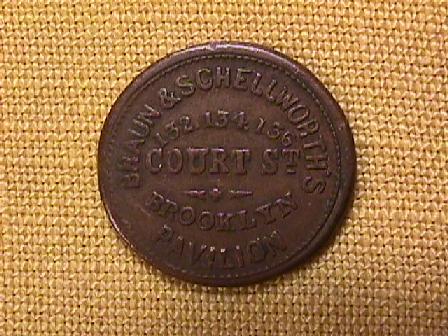 BRAUN & SCHELLWORTH'S
132. 134. 136
COURT ST
BROOKLYN
PAVILION